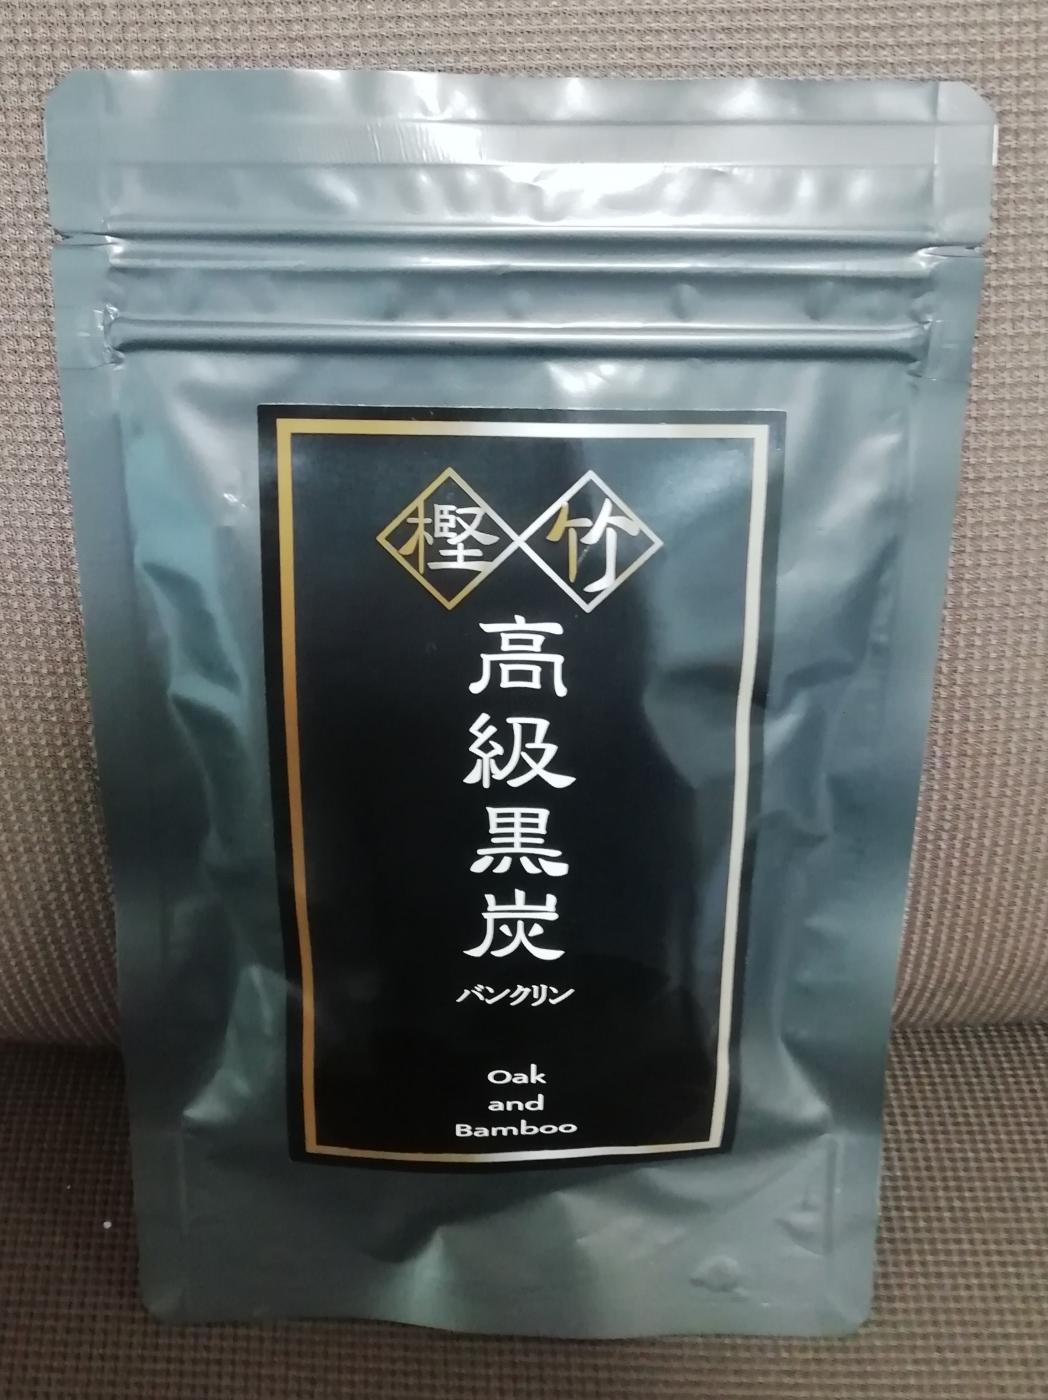 樫 竹
高級黒炭
バンクリン
Oak
and
Bamboo